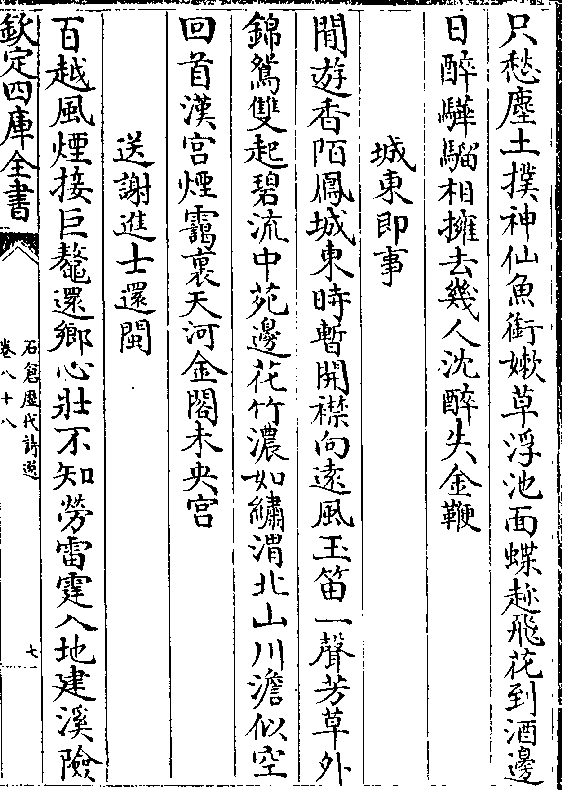 只愁塵土撲神仙魚銜嫩草浮池面蝶趂飛花到酒邊
日醉驊騮相擁去幾人沈醉失金鞭
城東即事
閒遊香陌鳳城東時暫開襟向遠風玉笛一聲芳草外
錦鴛雙起碧流中苑邊花竹濃如繡渭北山川澹似空
回首漢宮煙靄裏天河金閣未央宮
送謝進士還閩
百越風煙接巨鼇還鄉心壯不知勞雷霆入地建溪險
欽定四庫全書
石倉歷代詩選
卷八十八
七